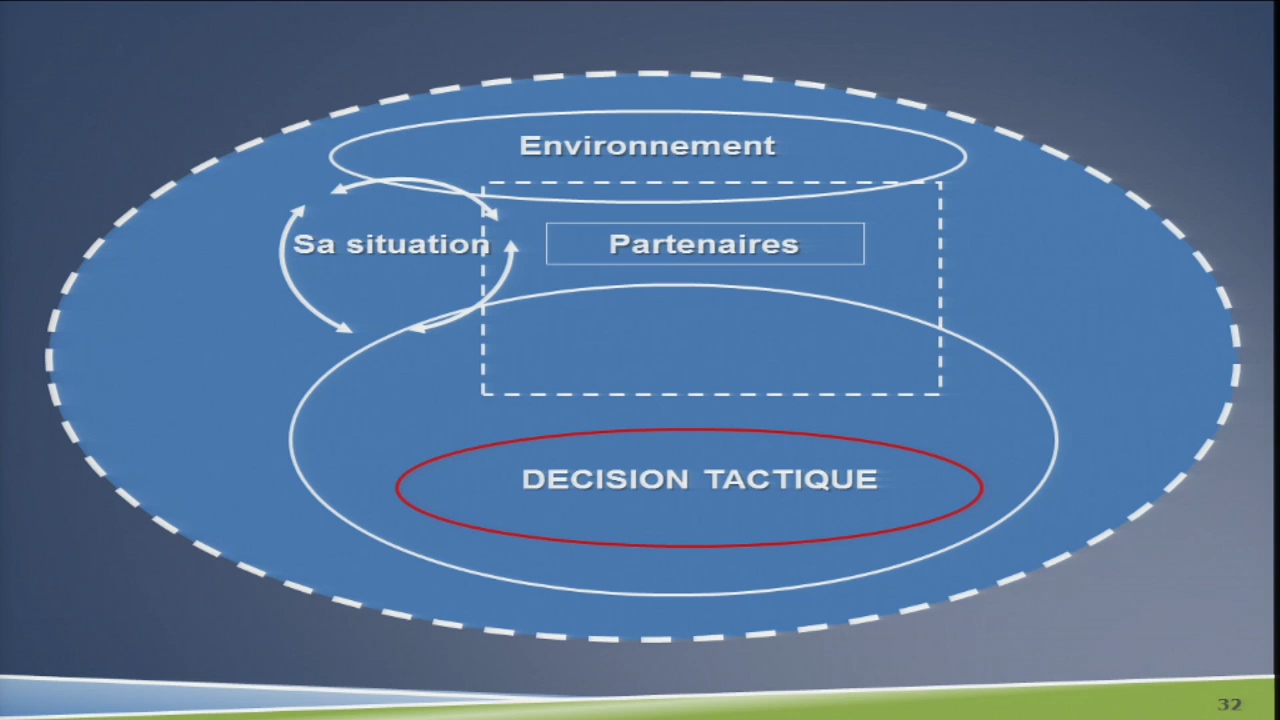 Environnement
Sa situation
Partenaires
DECISION TACTIQUE
32